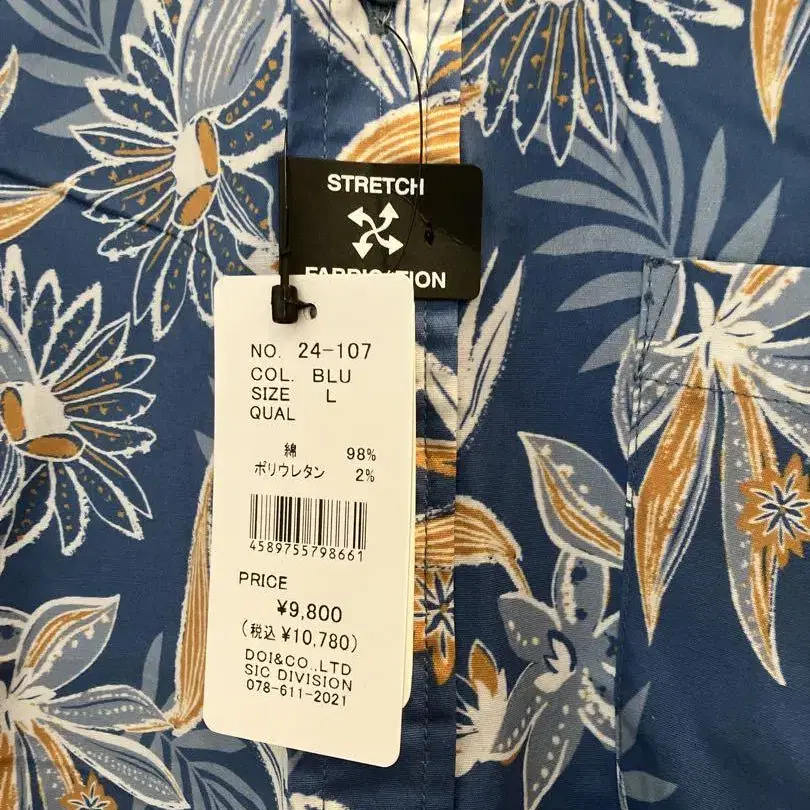 STRETCH
NO. 24-107
COL. BLU
SIZE L
QUAL
綿 98%
ポリウレタン 2%
4589755798661
PRICE
¥9,800
(税込 ¥10,780)
DOI&CO.,LTD
SIC DIVISION
078-611-2021